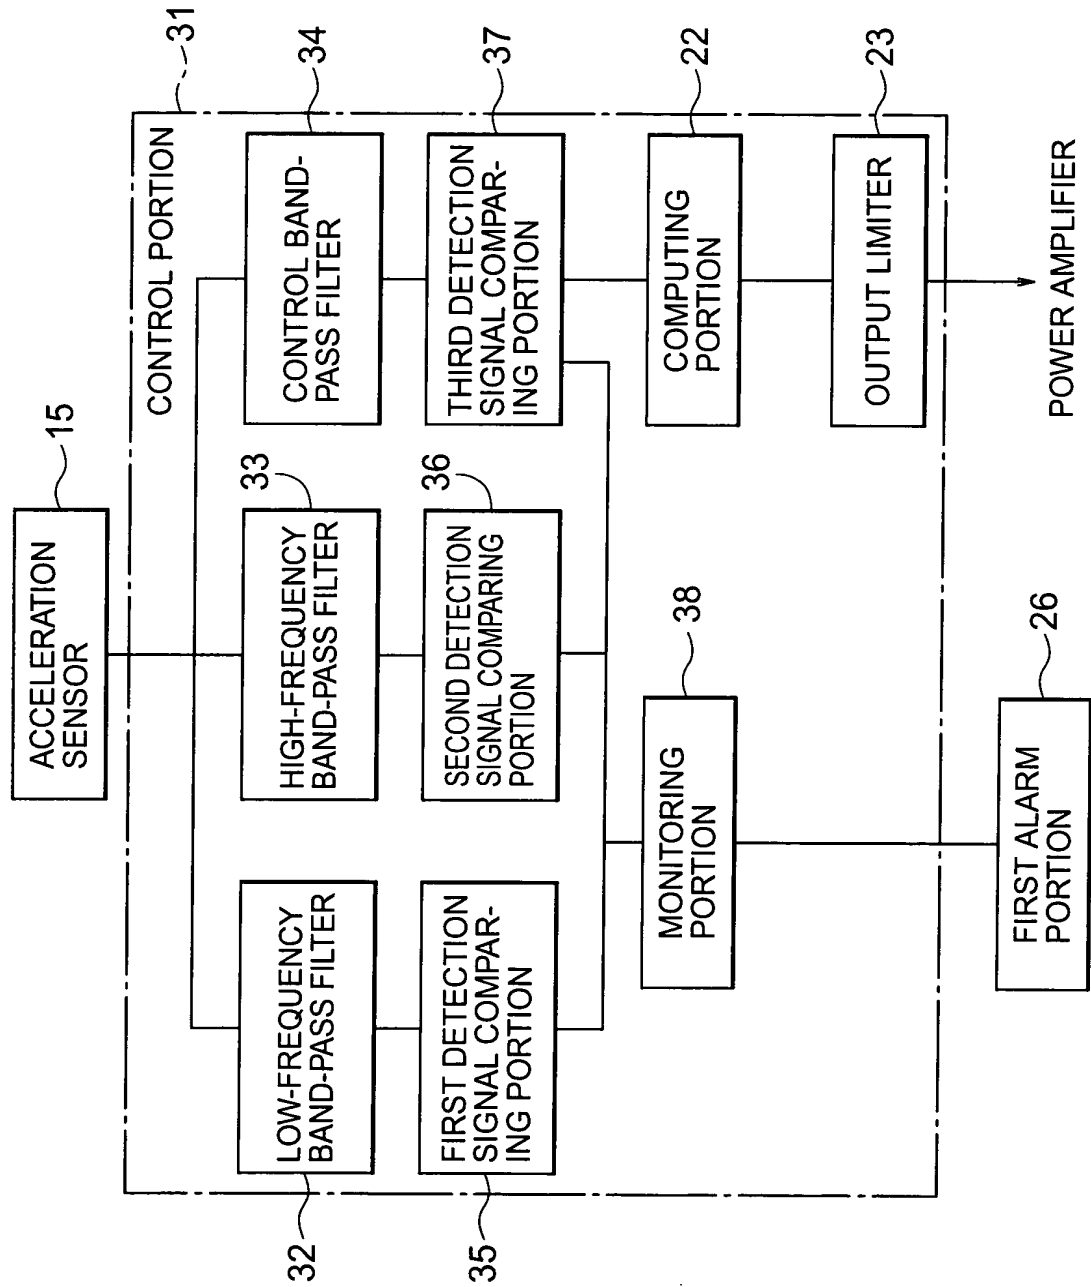 ACCELERATION
SENSOR
15
CONTROL PORTION
31
32
LOW-FREQUENCY
BAND-PASS FILTER
HIGH-FREQUENCY
BAND-PASS FILTER
33
CONTROL BAND-
PASS FILTER
34
35
FIRST DETECTION
SIGNAL COMPAR-
ING PORTION
SECOND DETECTION
SIGNAL COMPARING
PORTION
36
THIRD DETECTION
SIGNAL COMPAR-
ING PORTION
37
MONITORING
PORTION
38
COMPUTING
PORTION
22
OUTPUT LIMITER
23
FIRST ALARM
PORTION
26
POWER AMPLIFIER